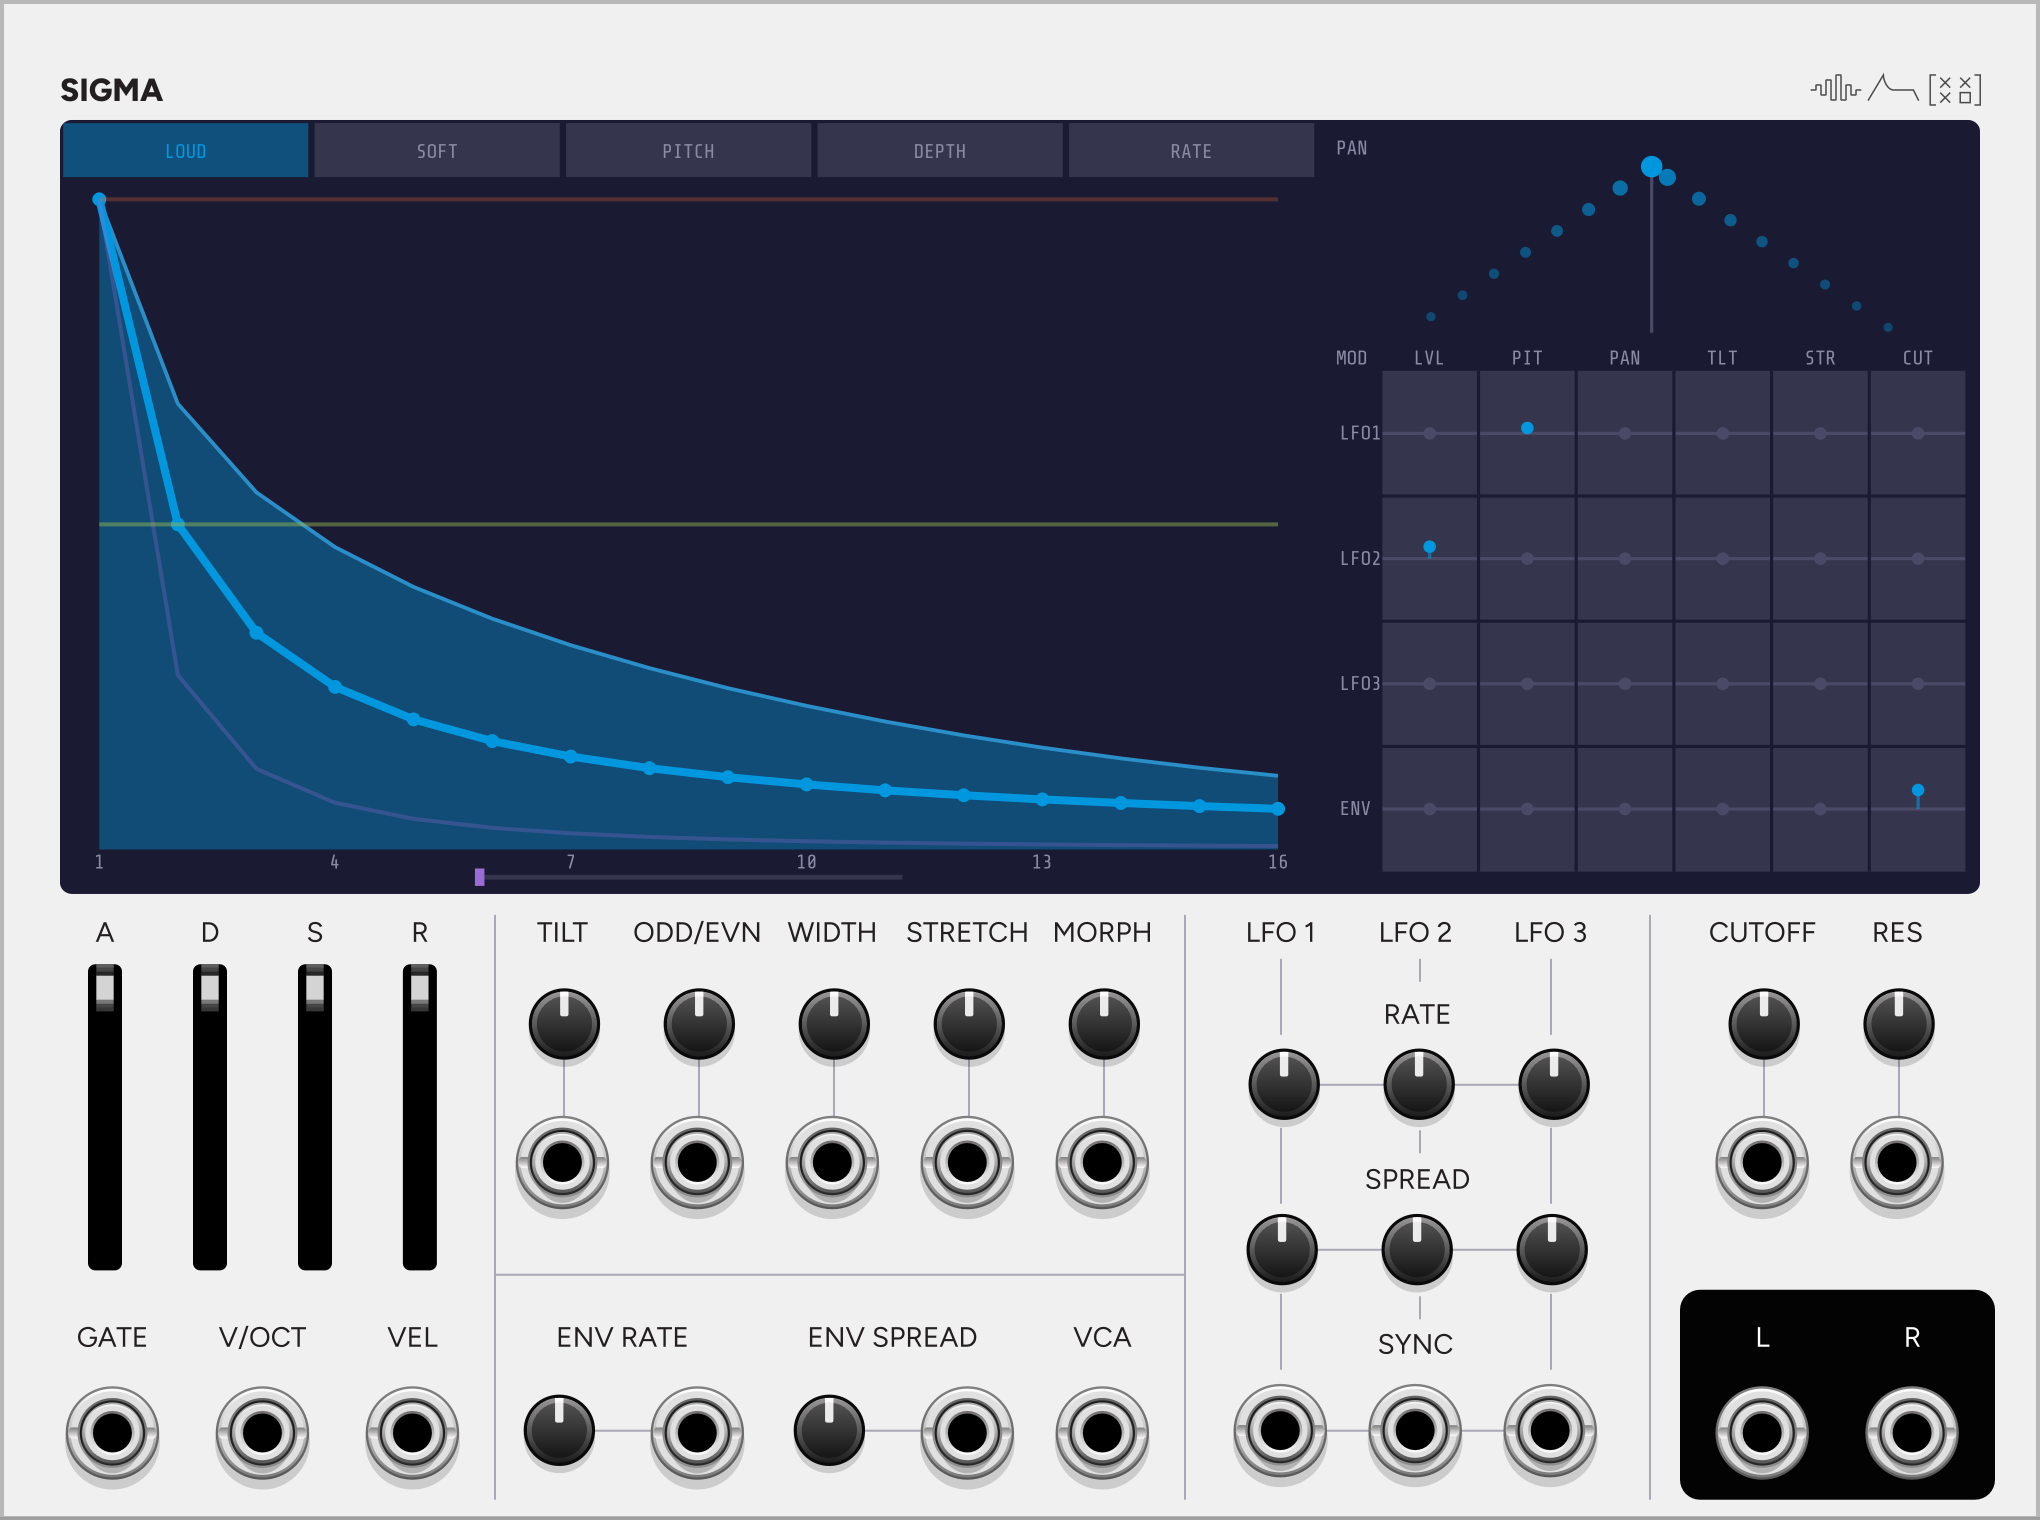 SIGMA
LOUD SOFT PITCH DEPTH RATE
PAN
MOD LVL PIT PAN TLT STR CUT
LFO1
LFO2
LFO3
ENV
1 4 7 10 13 16
A D S R
TILT ODD/EVN WIDTH STRETCH MORPH
LFO 1 LFO 2 LFO 3
CUTOFF RES
RATE
SPREAD
SYNC
GATE V/OCT VEL
ENV RATE ENV SPREAD VCA
L R